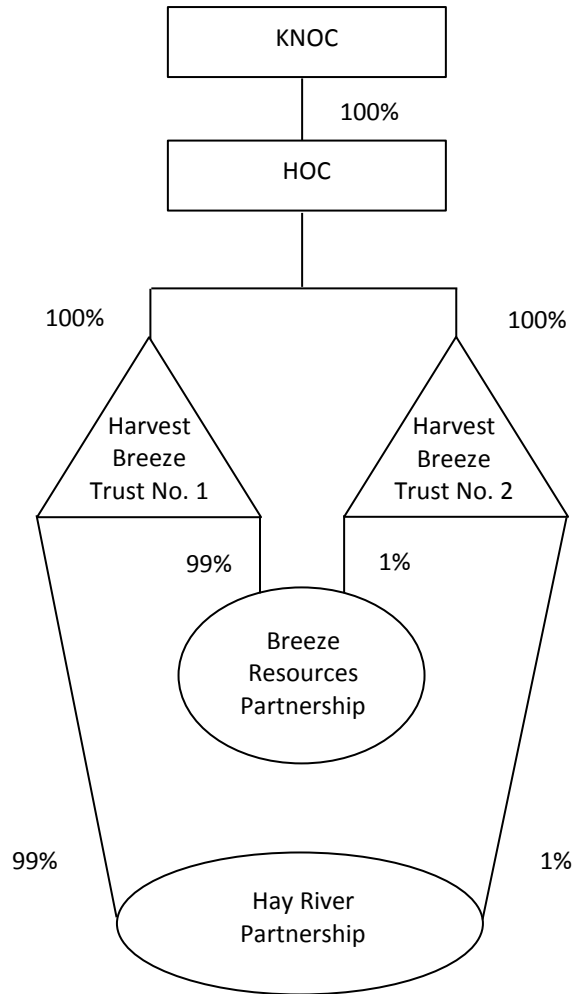 KNOC
100%
HOC
100%
100%
Harvest
Breeze
Trust No. 1
Harvest
Breeze
Trust No. 2
99%
1%
Breeze
Resources
Partnership
99%
1%
Hay River
Partnership